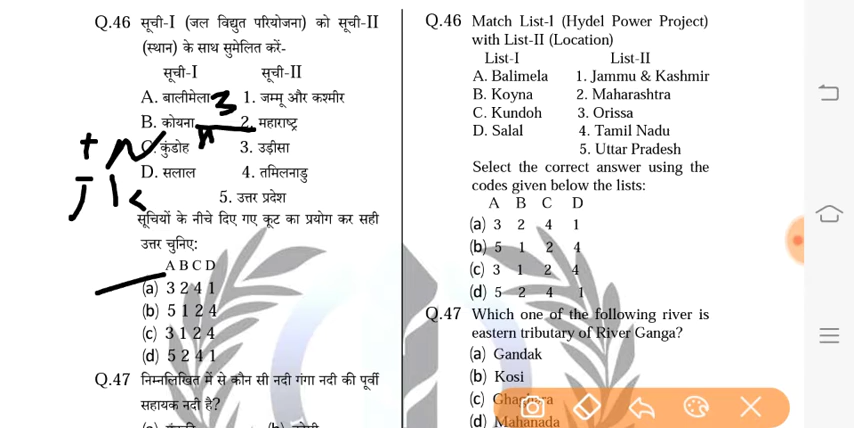 Q.46 सूची-I (जल विद्युत परियोजना) को सूची-II
(स्थान) के साथ सुमेलित करें-
सूची-I सूची-II
A. बालीमेला 3 1. जम्मू और कश्मीर
B. कोयना 2. महाराष्ट्र
C. कुंडोह 3. उड़ीसा
D. सलाल 4. तमिलनाडु
5. उत्तर प्रदेश
सूचियों के नीचे दिए गए कूट का प्रयोग कर सही
उत्तर चुनिए:
A B C D
(a) 3 2 4 1
(b) 5 1 2 4
(c) 3 1 2 4
(d) 5 2 4 1
Q.47 निम्नलिखित में से कौन सी नदी गंगा नदी की पूर्वी
सहायक नदी है?
Q.46 Match List-I (Hydel Power Project)
with List-II (Location)
List-I List-II
A. Balimela 1. Jammu & Kashmir
B. Koyna 2. Maharashtra
C. Kundoh 3. Orissa
D. Salal 4. Tamil Nadu
5. Uttar Pradesh
Select the correct answer using the
codes given below the lists:
A B C D
(a) 3 2 4 1
(b) 5 1 2 4
(c) 3 1 2 4
(d) 5 2 4 1
Q.47 Which one of the following river is
eastern tributary of River Ganga?
(a) Gandak
(b) Kosi
(c) Ghaghara
(d) Mahanada